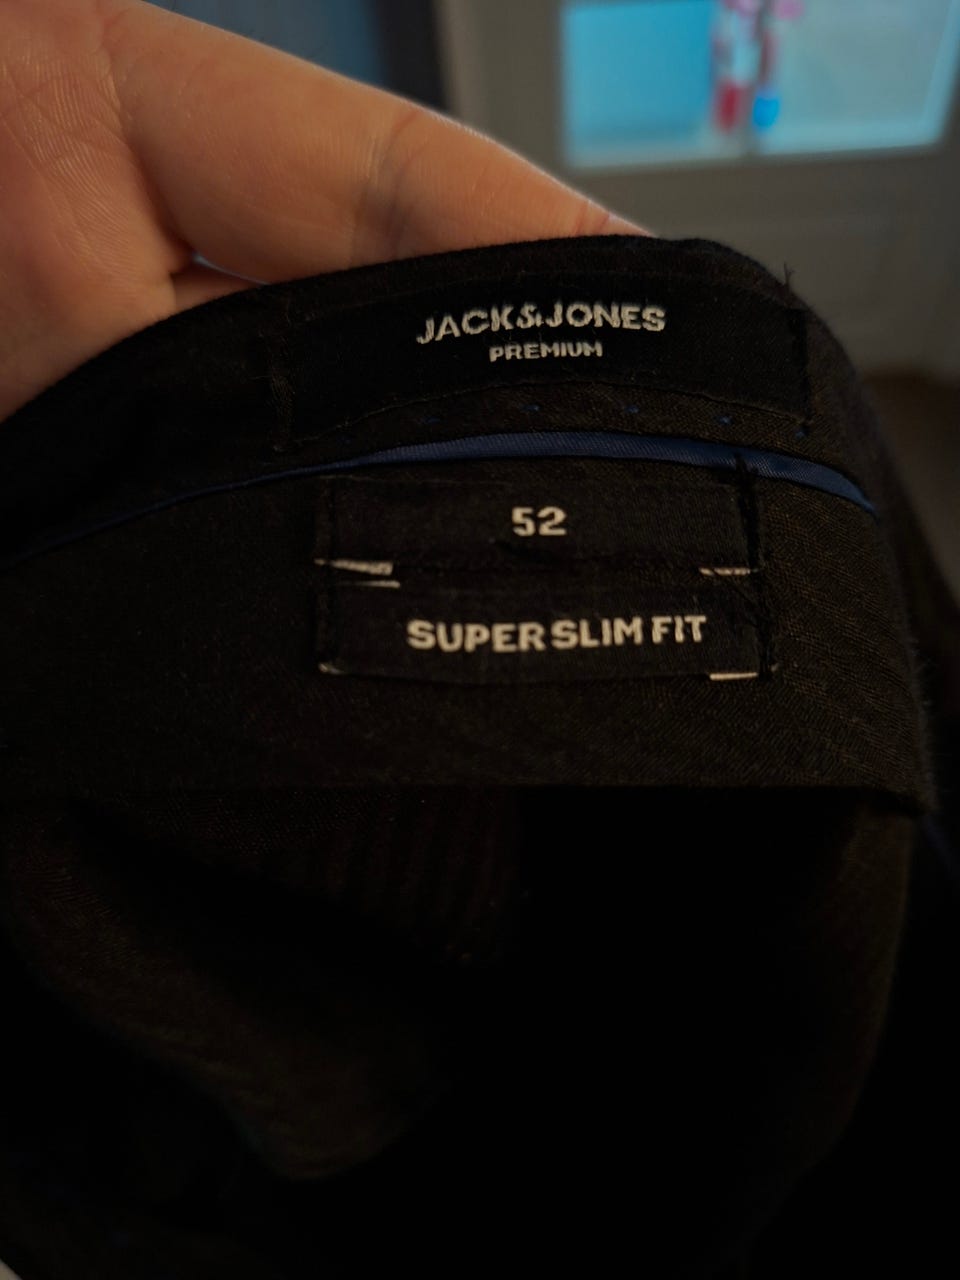 JACK&JONES
PREMIUM
52
SUPER SLIM FIT